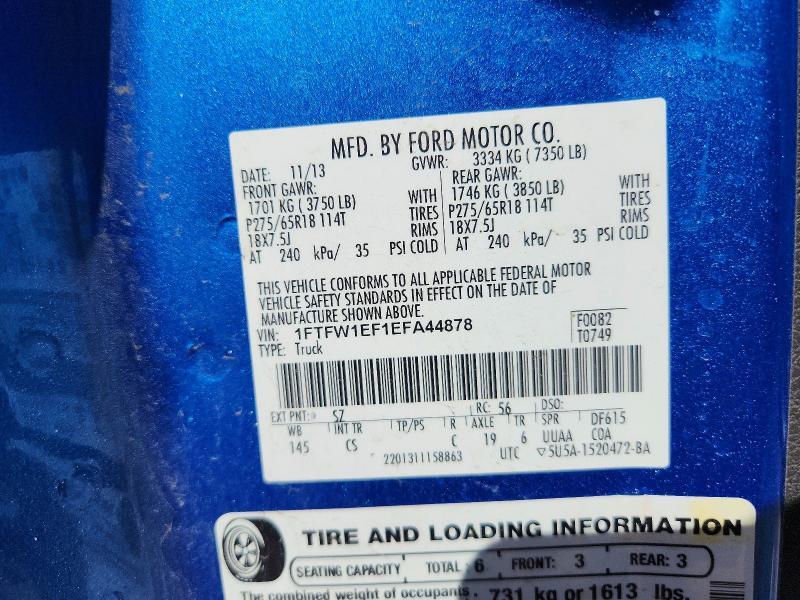 MFD. BY FORD MOTOR CO.
DATE: 11/13 GVWR: 3334 KG ( 7350 LB)
FRONT GAWR: REAR GAWR:
1701 KG ( 3750 LB) WITH 1746 KG ( 3850 LB) WITH
P275/65R18 114T TIRES P275/65R18 114T TIRES
18X7.5J RIMS 18X7.5J RIMS
AT 240 kPa/ 35 PSI COLD AT 240 kPa/ 35 PSI COLD
THIS VEHICLE CONFORMS TO ALL APPLICABLE FEDERAL MOTOR
VEHICLE SAFETY STANDARDS IN EFFECT ON THE DATE OF
MANUFACTURE SHOWN ABOVE.
VIN: 1FTFW1EF1EFA44878 F0082
TYPE: Truck T0749
EXT PNT: SZ RC: 56 DSO:
WB INT TR TP/PS R AXLE TR SPR DF615
145 CS C 19 6 UUAA COA
2201311158863 UTC ▽5U5A-1520472-BA
TIRE AND LOADING INFORMATION
SEATING CAPACITY TOTAL: 6 FRONT: 3 REAR: 3
The combined weight of occupants 731 kg or 1613 lbs.